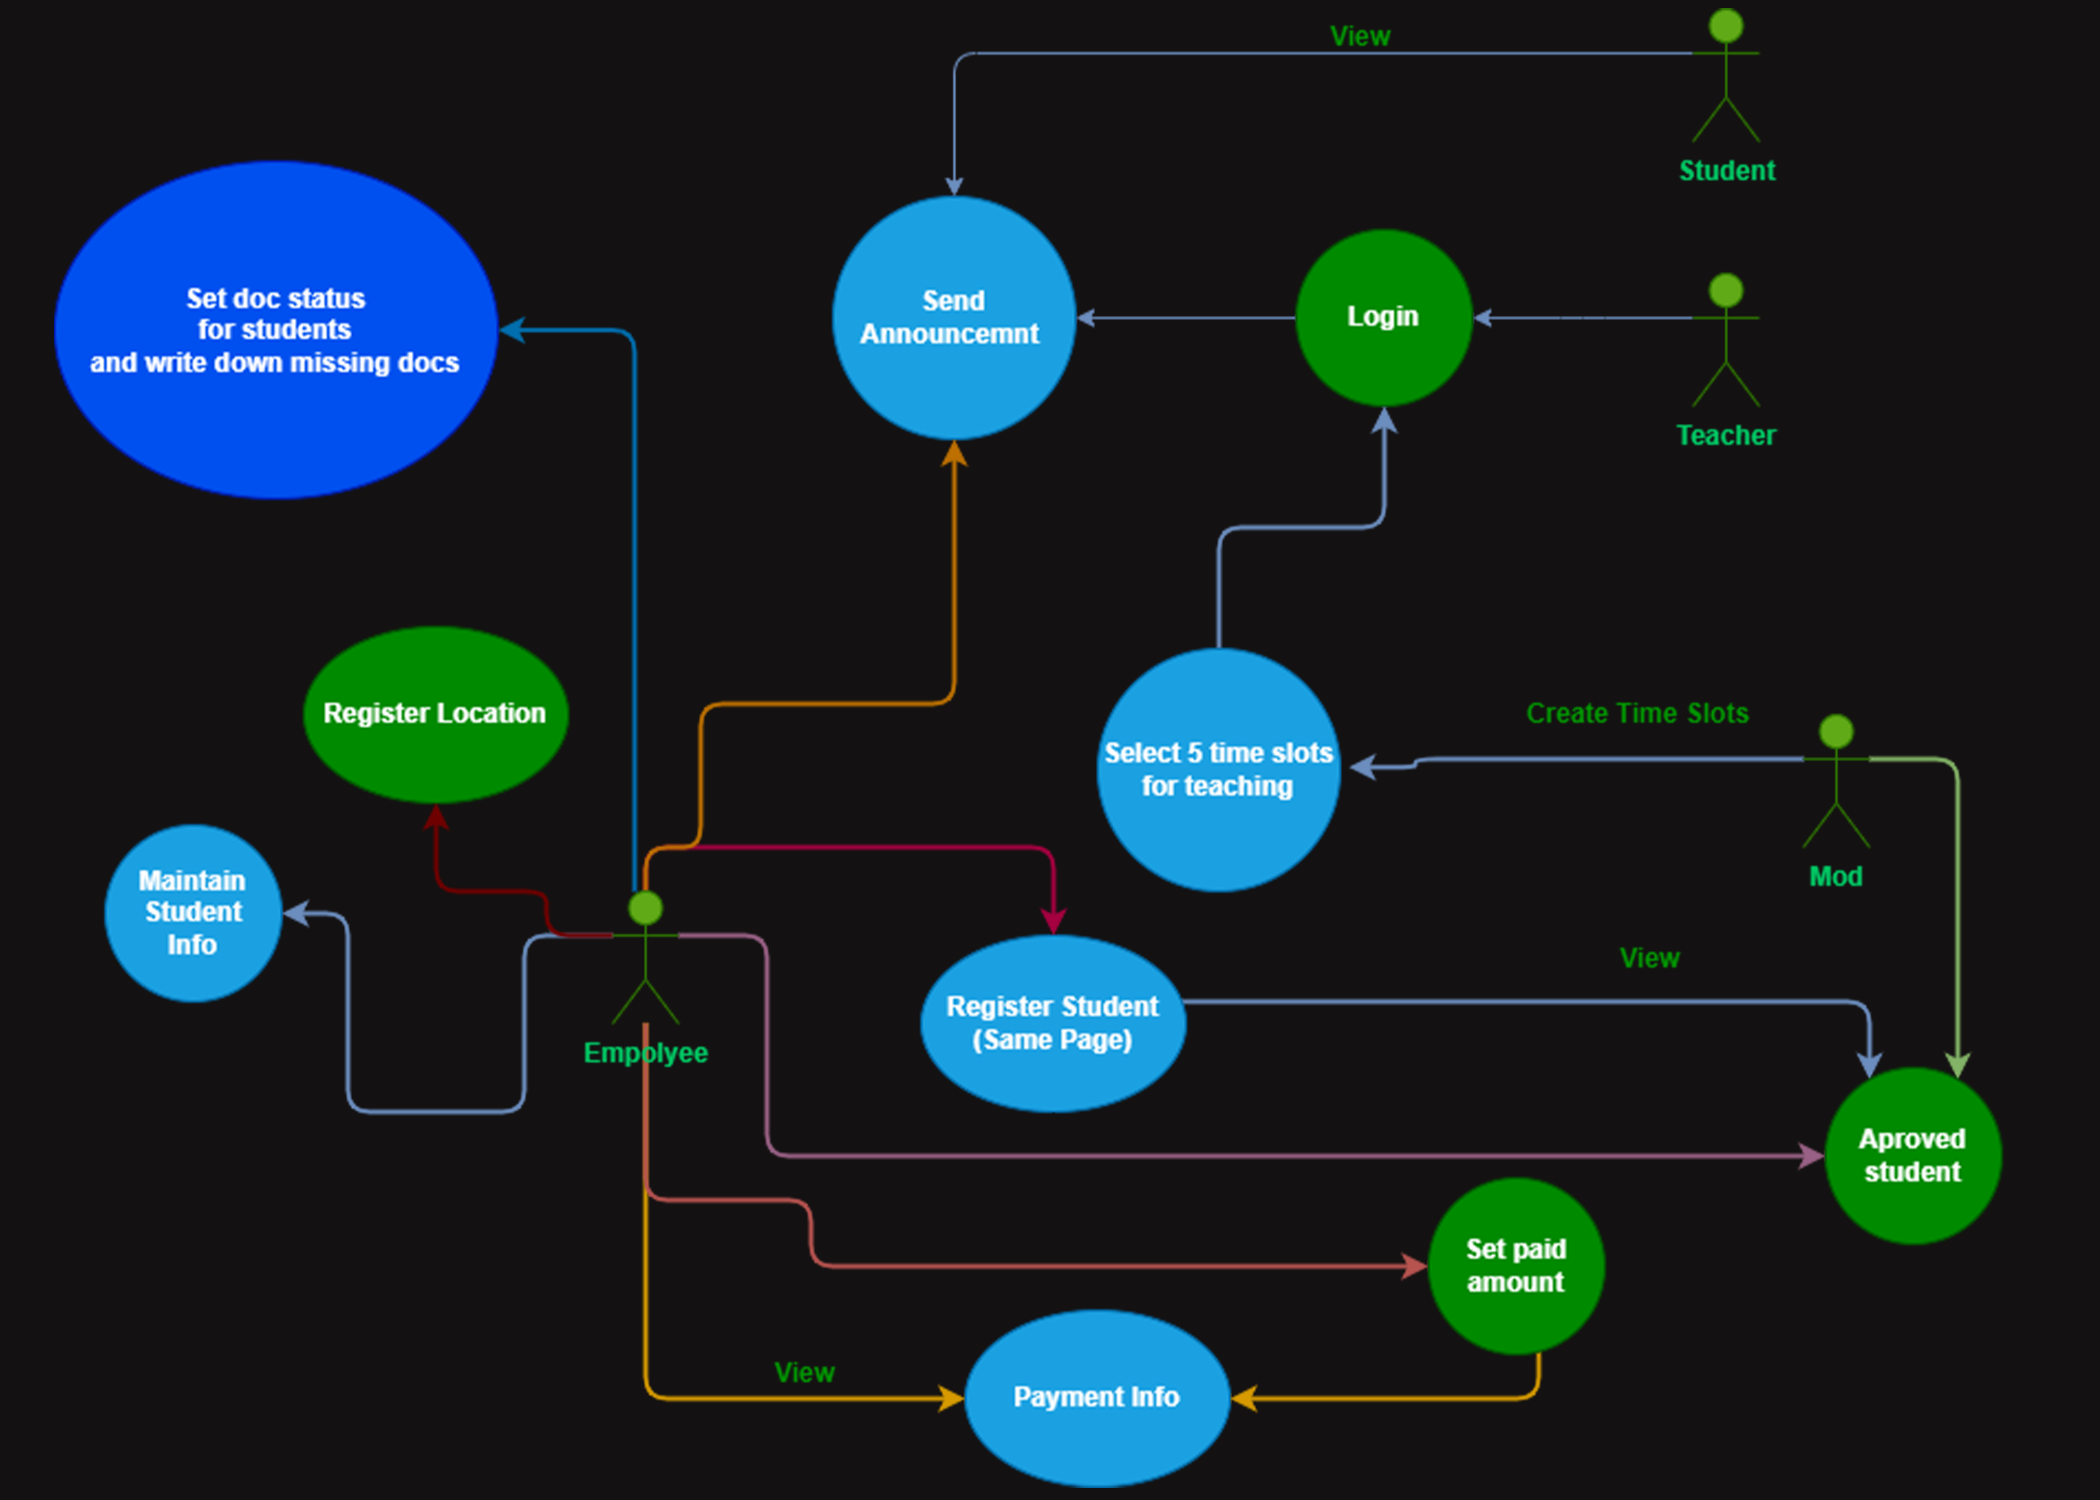 View
Student
Set doc status
for students
and write down missing docs
Send
Announcemnt
Login
Teacher
Register Location
Select 5 time slots
for teaching
Create Time Slots
Mod
Maintain
Student
Info
Empolyee
Register Student
(Same Page)
View
Aproved
student
Set paid
amount
View
Payment Info